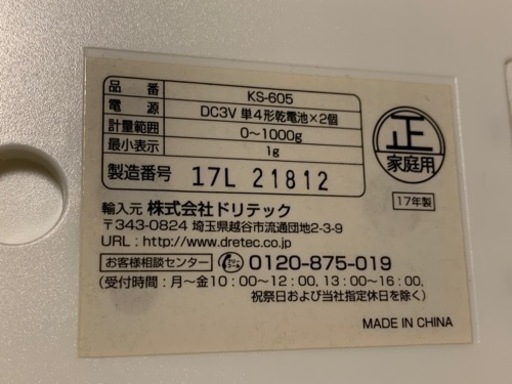 品番 KS-605
電源 DC3V 単4形乾電池×2個
計量範囲 0～1000g
最小表示 1g
製造番号 17L 21812
正
家庭用
17年製
輸入元 株式会社ドリテック
〒343-0824 埼玉県越谷市流通団地2-3-9
URL：http://www.dretec.co.jp
お客様相談センター 0120-875-019
(受付時間：月～金10：00～12：00, 13：00～16：00,
祝祭日および当社指定休日を除く)
MADE IN CHINA